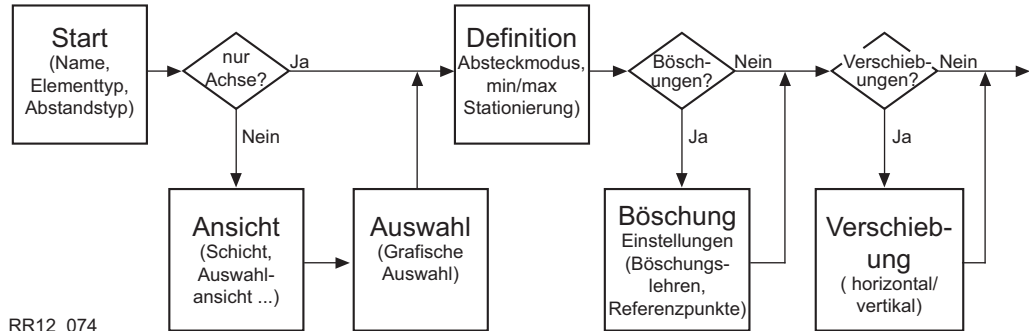 Start
(Name,
Elementtyp,
Abstandstyp)
nur
Achse?
Ja
Nein
Ansicht
(Schicht,
Auswahl-
ansicht ...)
Auswahl
(Grafische
Auswahl)
Definition
Absteckmodus,
min/max
Stationierung)
Bösch-
ungen?
Nein
Ja
Böschung
Einstellungen
(Böschungs-
lehren,
Referenzpunkte)
Verschieb-
ungen?
Nein
Ja
Verschieb-
ung
( horizontal/
vertikal)
RR12_074